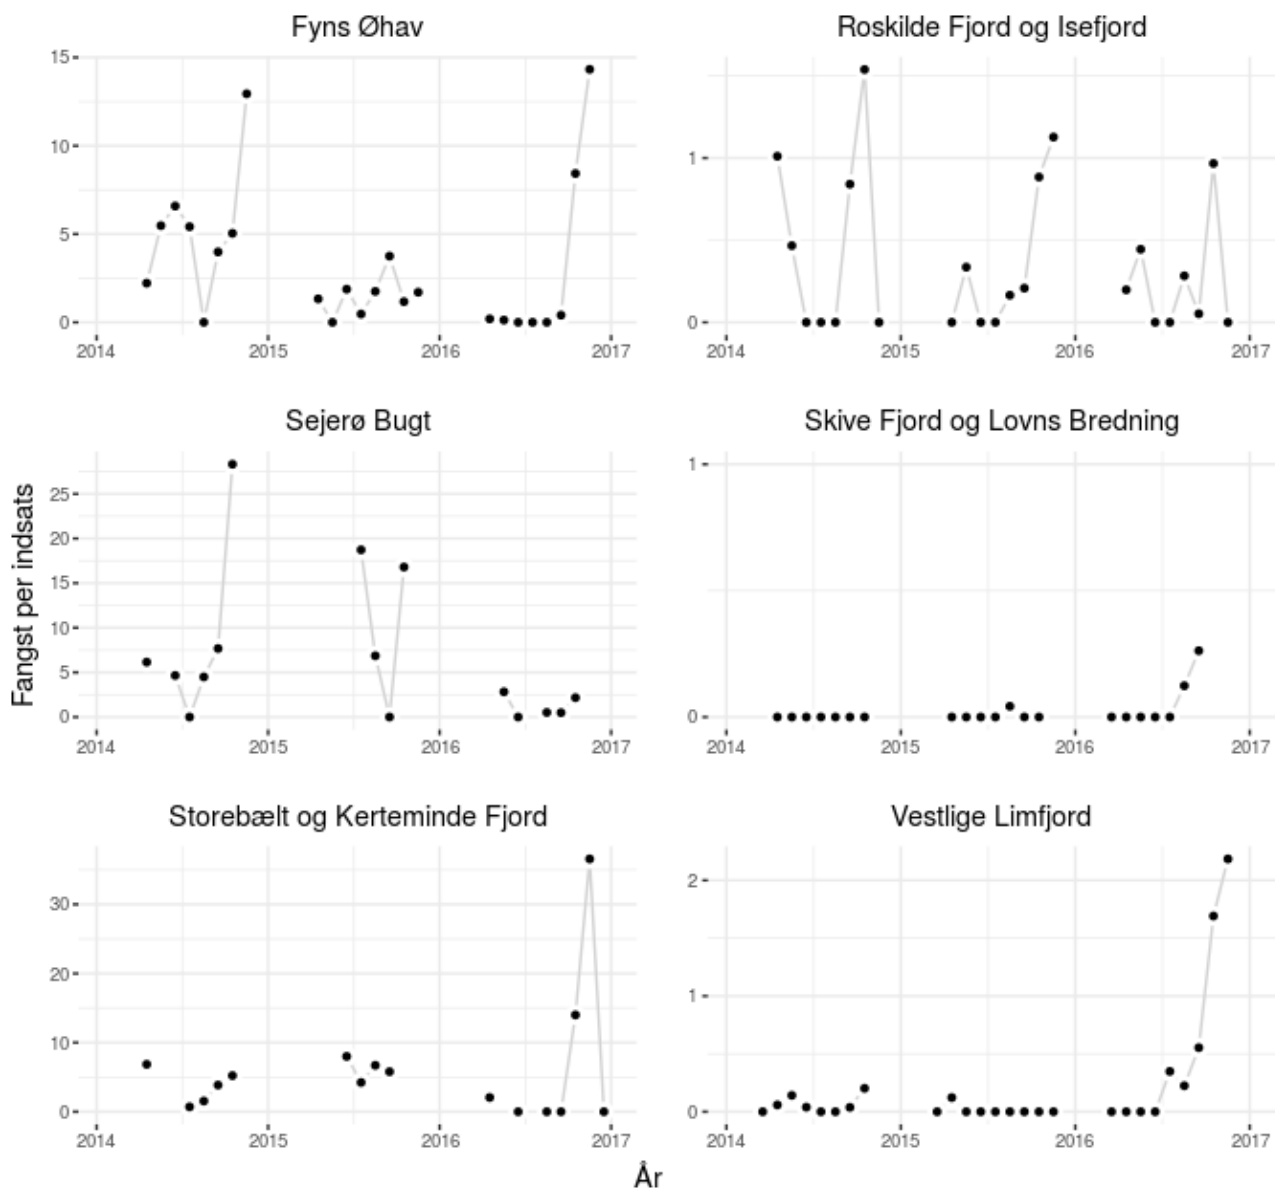 Fyns Øhav
15
10
5
0
2014 2015 2016 2017
Roskilde Fjord og Isefjord
1
0
2014 2015 2016 2017
Fangst per indsats
Sejerø Bugt
25
20
15
10
5
0
2014 2015 2016 2017
Skive Fjord og Lovns Bredning
1
0
2014 2015 2016 2017
Storebælt og Kerteminde Fjord
30
20
10
0
2014 2015 2016 2017
Vestlige Limfjord
2
1
0
2014 2015 2016 2017
År